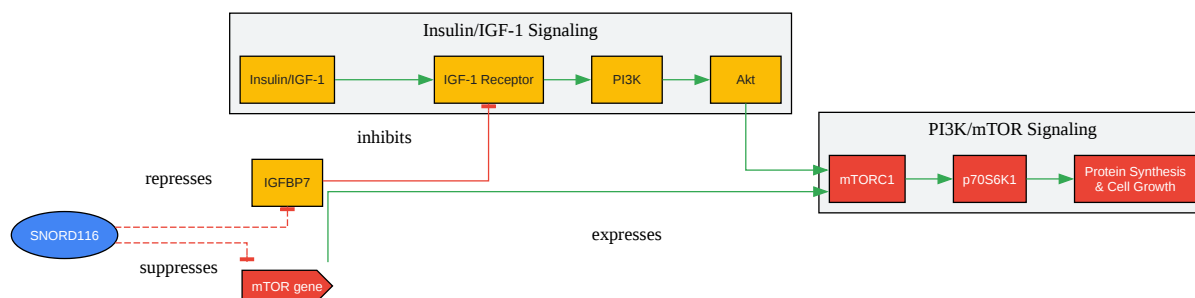 Insulin/IGF-1 Signaling
Insulin/IGF-1
IGF-1 Receptor
PI3K
Akt
PI3K/mTOR Signaling
inhibits
mTORC1
p70S6K1
Protein Synthesis
& Cell Growth
represses
IGFBP7
SNORD116
expresses
suppresses
mTOR gene